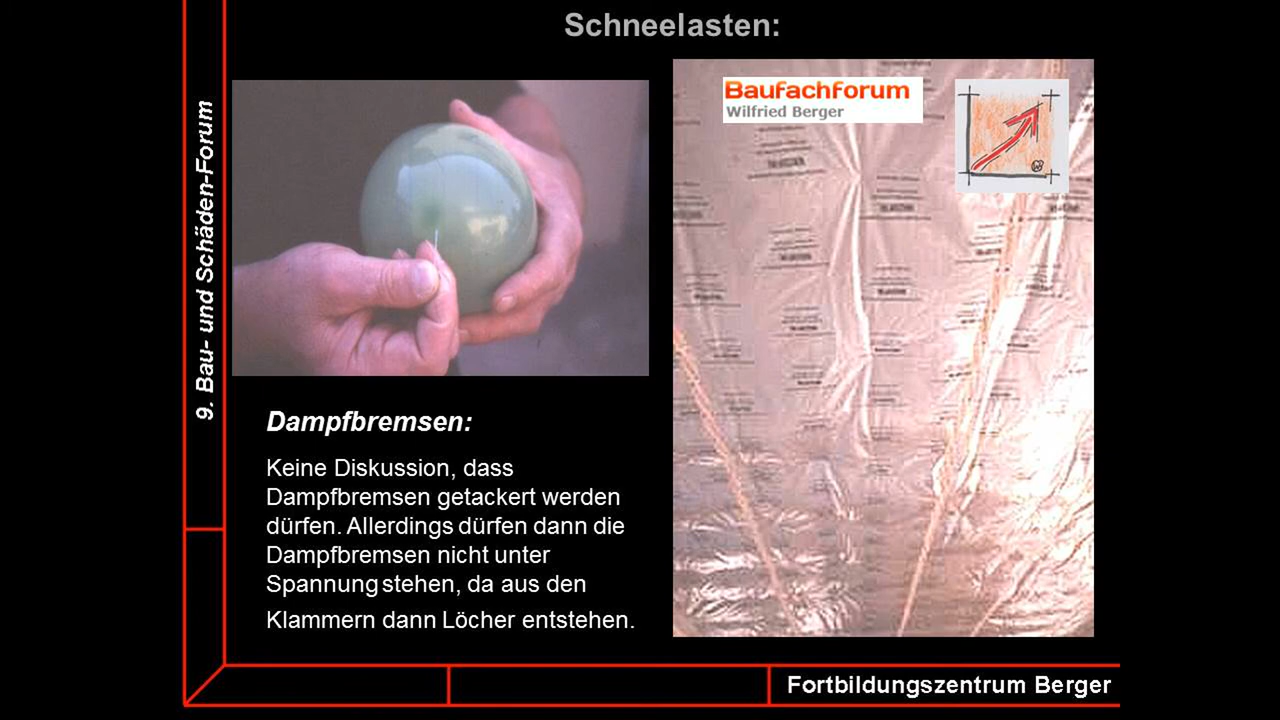 Schneelasten:
Baufachforum
Wilfried Berger
9. Bau- und Schäden-Forum
Dampfbremsen:
Keine Diskussion, dass
Dampfbremsen getackert werden
dürfen. Allerdings dürfen dann die
Dampfbremsen nicht unter
Spannung stehen, da aus den
Klammern dann Löcher entstehen.
Fortbildungszentrum Berger